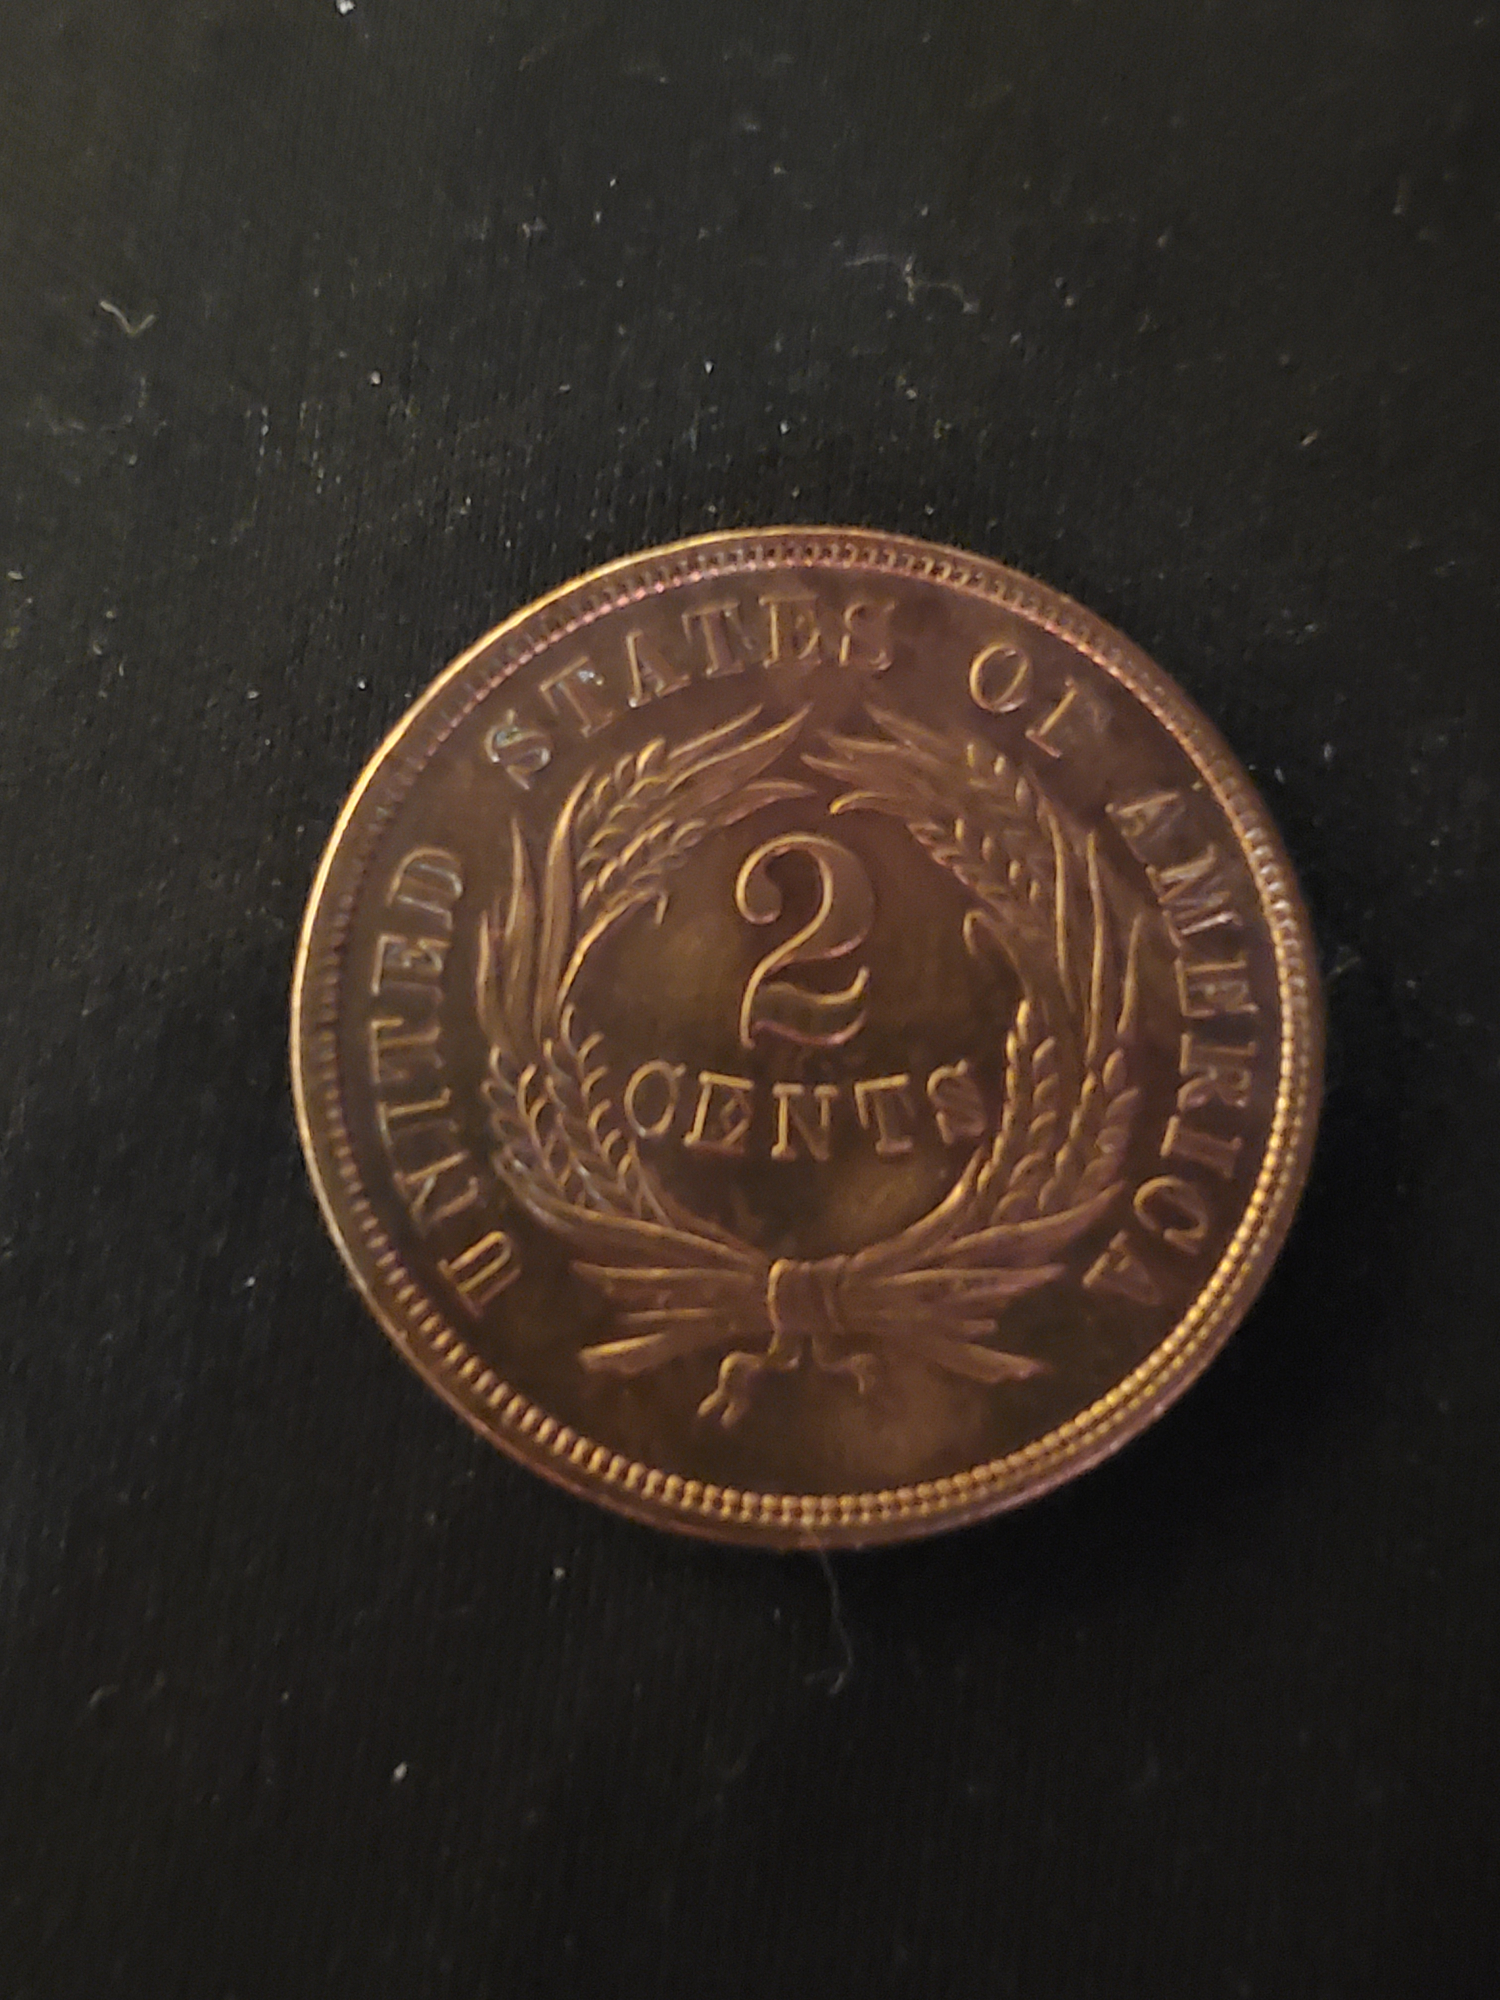 UNITED STATES OF AMERICA
2
CENTS